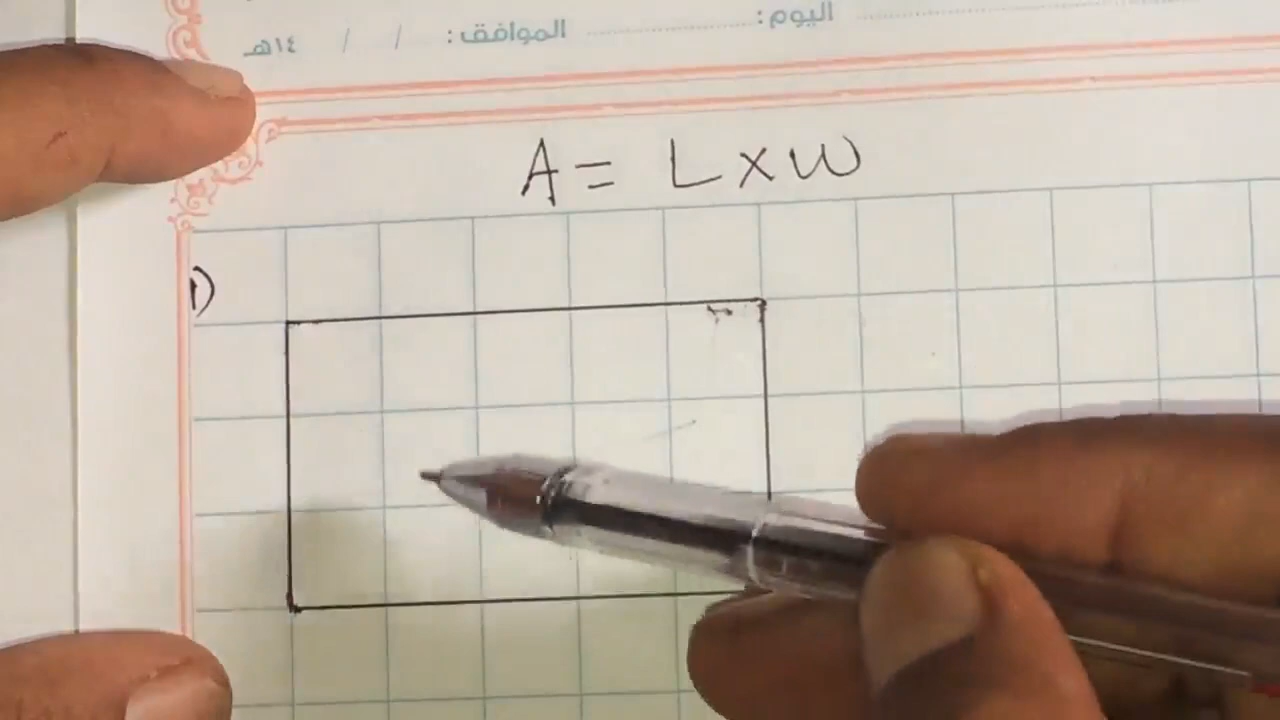 اليوم: ........................
الموافق: / / ١٤هـ
A = L x W
1)